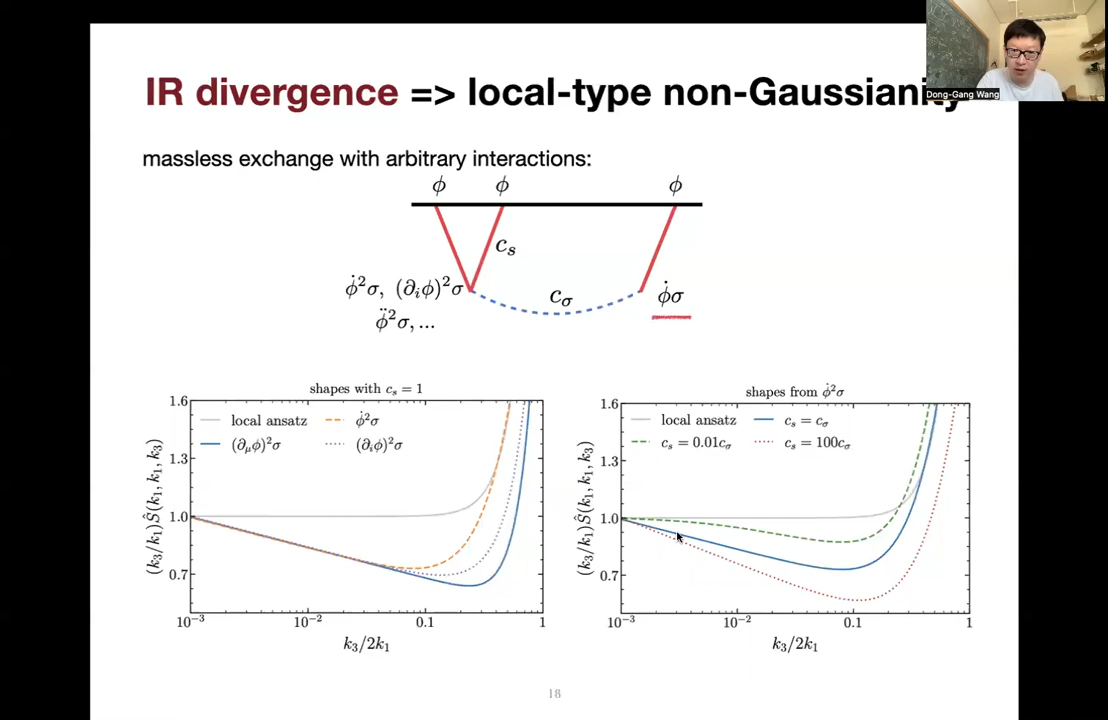 IR divergence => local-type non-Gaussianity
Dong-Gang Wang
massless exchange with arbitrary interactions:
ϕ ϕ ϕ
c_s
ϕ̇²σ, (∂_iϕ)²σ
c_σ
ϕ̇σ
ϕ̈²σ, ...
shapes with c_s = 1
1.6
1.3
1.0
0.7
local ansatz
ϕ̇²σ
(∂_μϕ)²σ
(∂_iϕ)²σ
(k₃/k₁)Ŝ(k₁, k₁, k₃)
10⁻³ 10⁻² 0.1 1
k₃/2k₁
shapes from ϕ̇²σ
1.6
1.3
1.0
0.7
local ansatz
c_s = c_σ
c_s = 0.01c_σ
c_s = 100c_σ
(k₃/k₁)Ŝ(k₁, k₁, k₃)
10⁻³ 10⁻² 0.1 1
k₃/2k₁
18